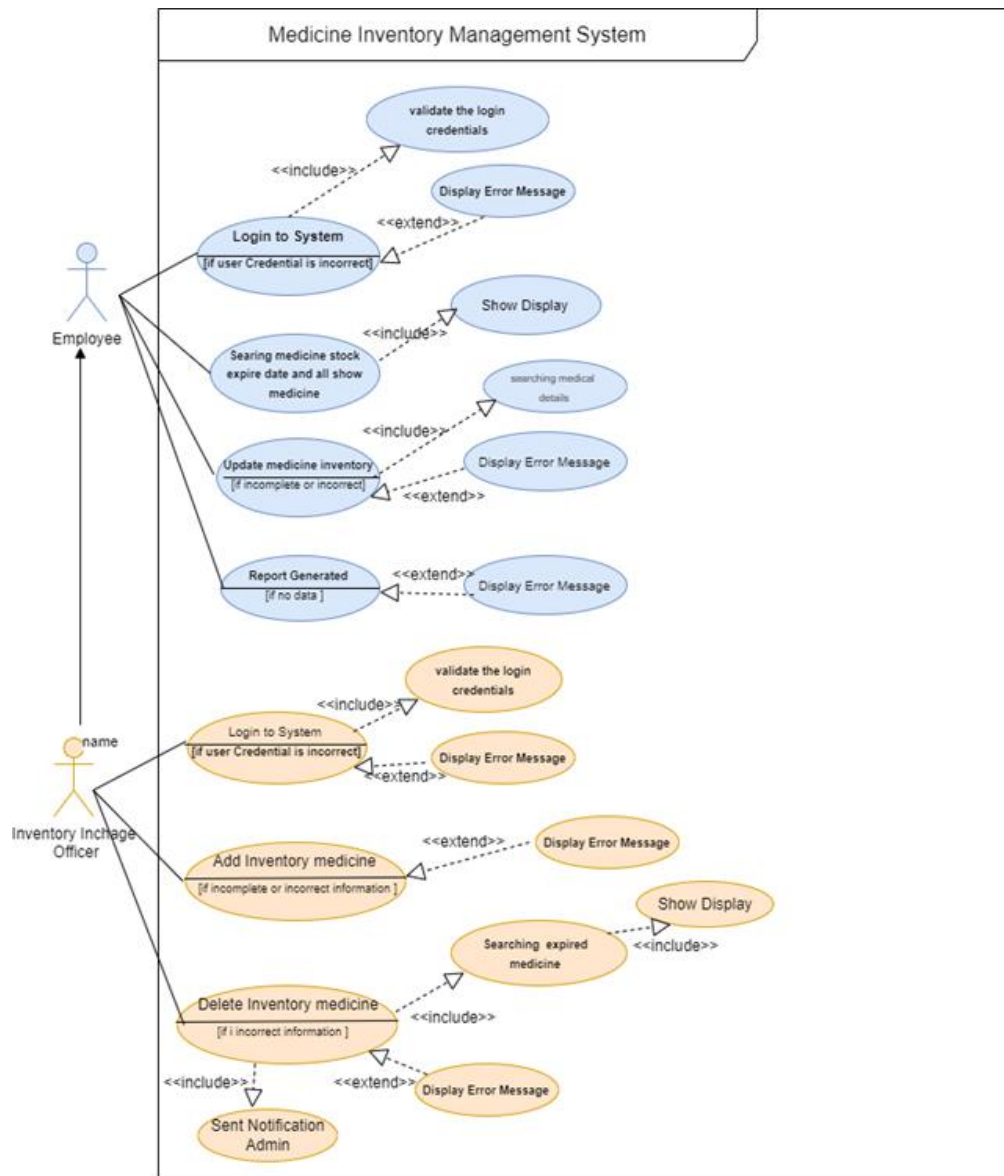 Medicine Inventory Management System
validate the login
credentials
<<include>>
Display Error Message
<<extend>>
Login to System
[if user Credential is incorrect]
Employee
Show Display
<<include>>
Searing medicine stock
expire date and all show
medicine
searching medical
details
<<include>>
Display Error Message
Update medicine inventory
[if incomplete or incorrect]
<<extend>>
Report Generated
[if no data ]
<<extend>>
Display Error Message
validate the login
credentials
<<include>>
Login to System
[if user Credential is incorrect]
Display Error Message
<<extend>>
name
Inventory Inchage
Officer
<<extend>>
Display Error Message
Add Inventory medicine
[if incomplete or incorrect information ]
Show Display
<<include>>
Searching expired
medicine
Delete Inventory medicine
[if i incorrect information ]
<<include>>
<<include>>
<<extend>>
Display Error Message
Sent Notification
Admin